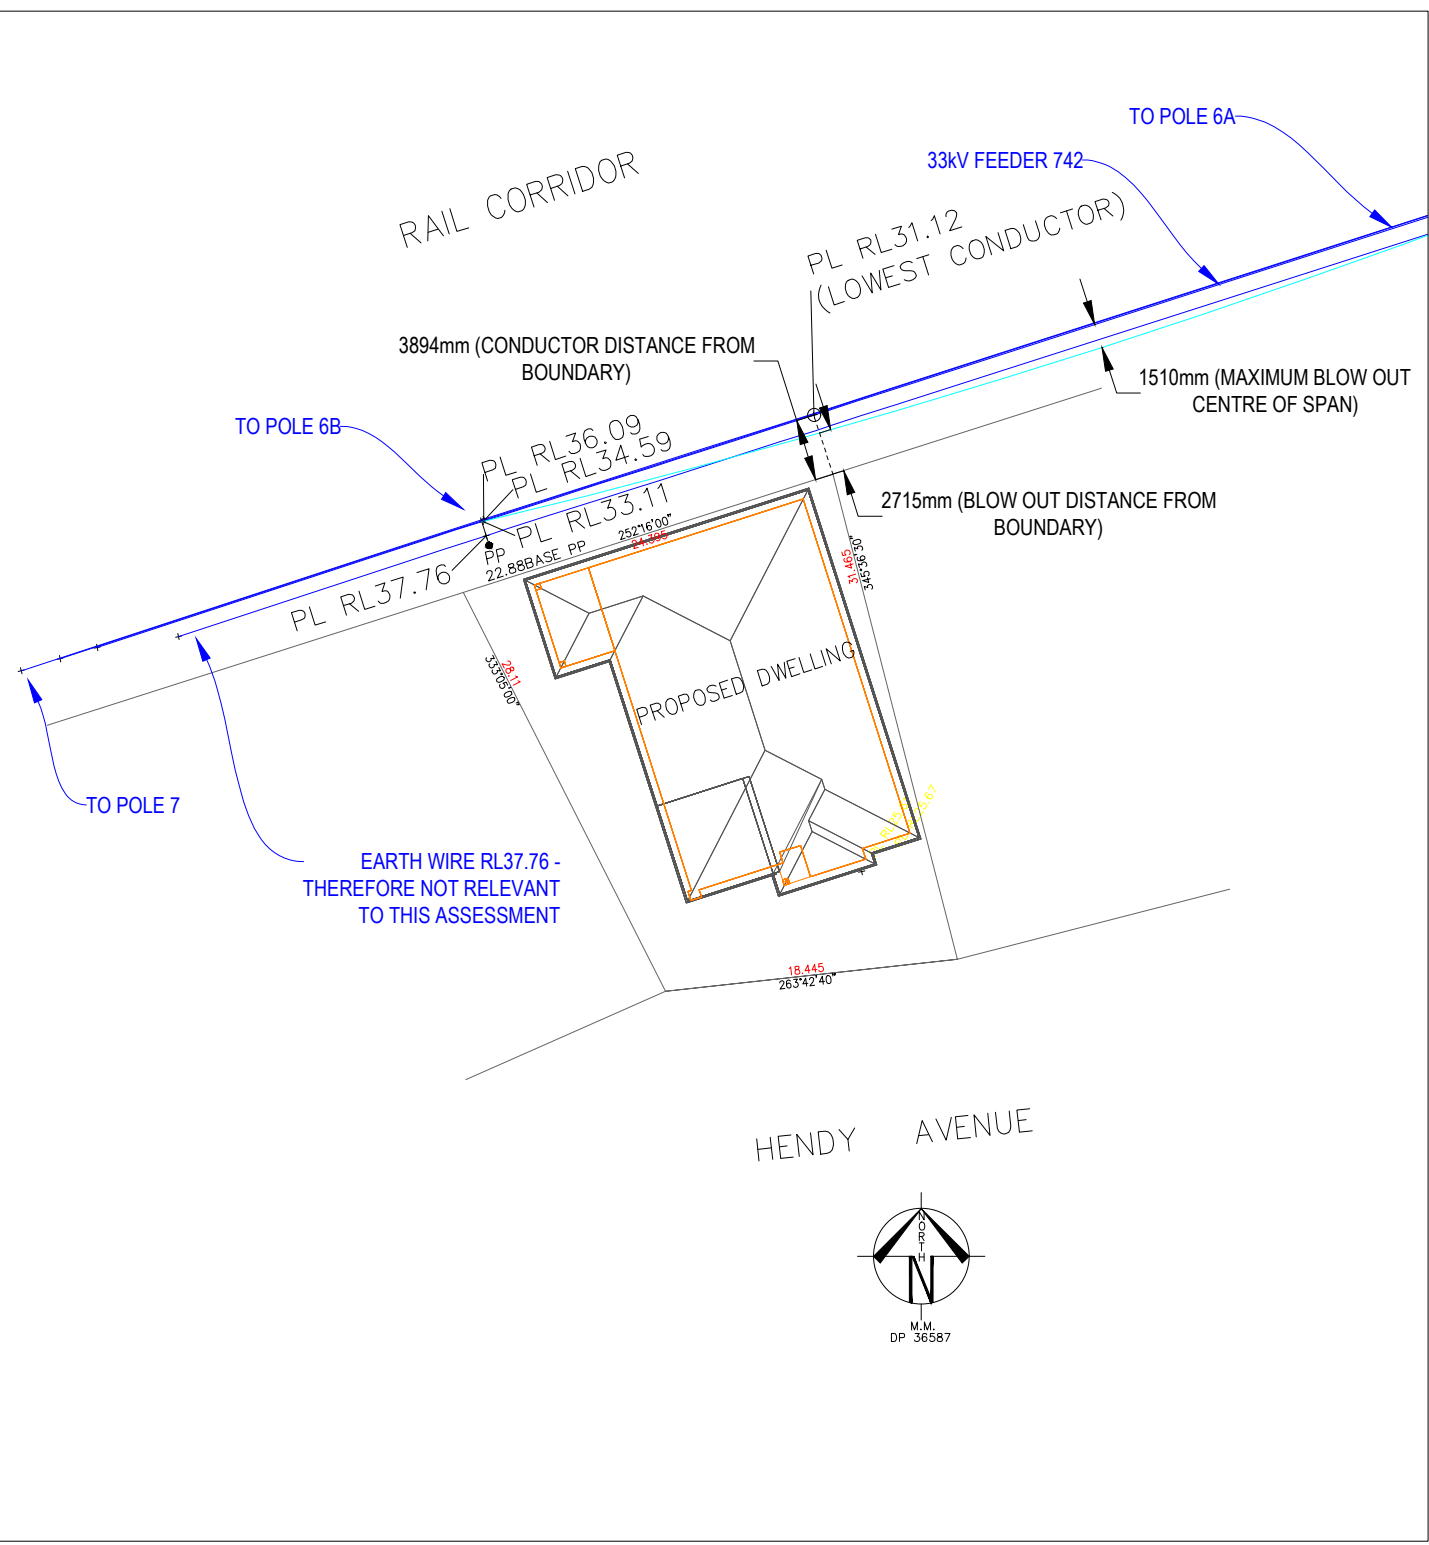 TO POLE 6A
33kV FEEDER 742
RAIL CORRIDOR
PL RL31.12
(LOWEST CONDUCTOR)
3894mm (CONDUCTOR DISTANCE FROM
BOUNDARY)
1510mm (MAXIMUM BLOW OUT
CENTRE OF SPAN)
TO POLE 6B
PL RL36.09
PL RL34.59
PL RL33.11
PP
22.88BASE PP
252°16'00"
24.395
2715mm (BLOW OUT DISTANCE FROM
BOUNDARY)
PL RL37.76
31.465
345°36'30"
28.11
333°05'00"
PROPOSED DWELLING
TO POLE 7
EARTH WIRE RL37.76 -
THEREFORE NOT RELEVANT
TO THIS ASSESSMENT
18.445
263°42'40"
HENDY AVENUE
NORTH
N
M.M.
DP 36587